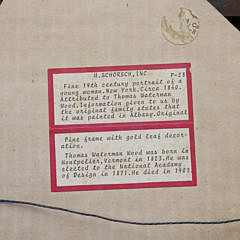 H.SCHORSCH,INC. P-28
Fine 19th century portrait of a
young woman.New York.Circa 1840.
Attributed to Thomas Waterman
Wood.Information given to us by
the original family states that
it was painted in Albany.Original
Fine frame with gold leaf decor-
ation.
Thomas Waterman Wood was born in
Montpelier,Vermont in 1823.He was
elected to the National Academy
of Design in 1871.He died in 1903.